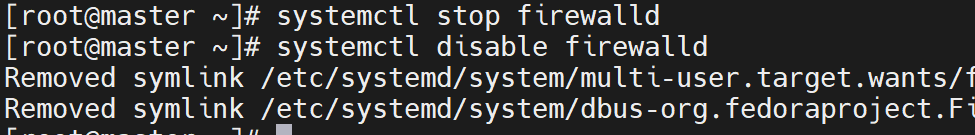 [root@master ~]# systemctl stop firewalld
[root@master ~]# systemctl disable firewalld
Removed symlink /etc/systemd/system/multi-user.target.wants/f
Removed symlink /etc/systemd/system/dbus-org.fedoraproject.Fi
[root@master ~]#